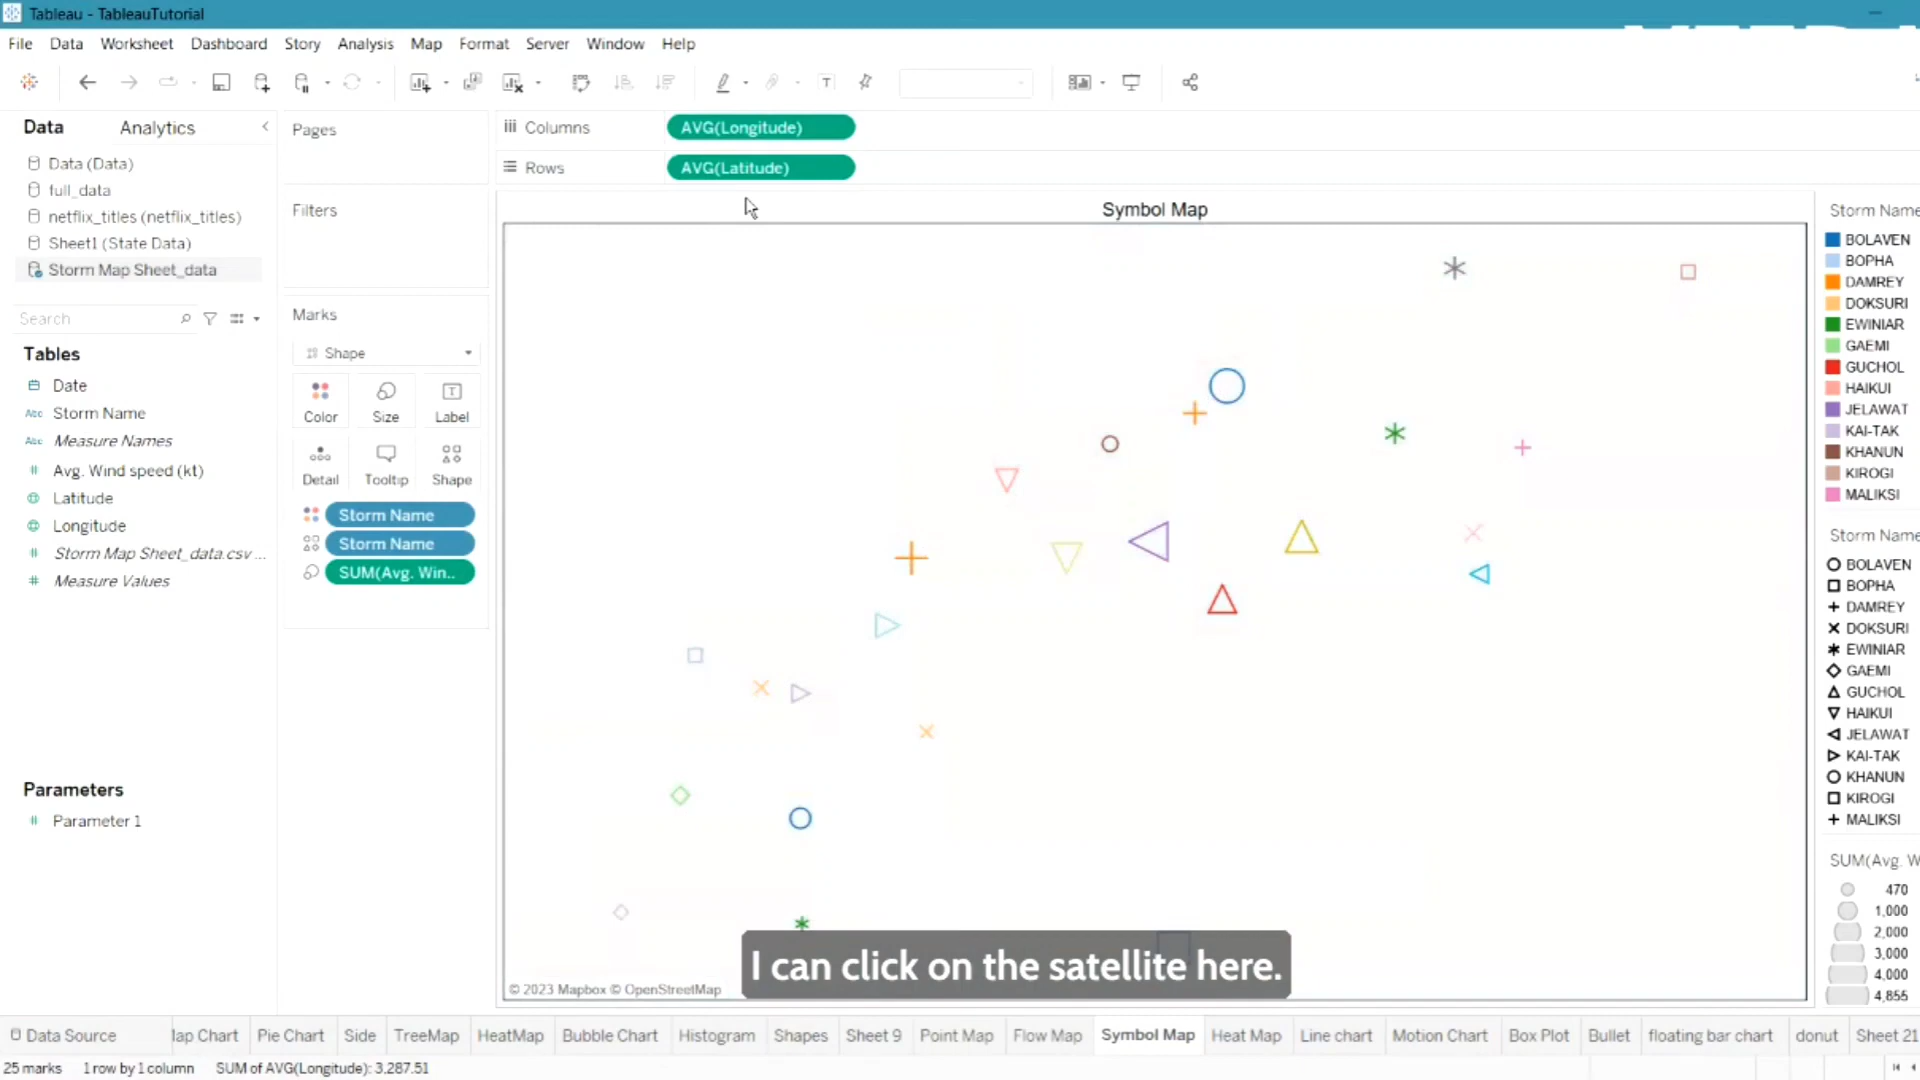 Tableau - TableauTutorial
File Data Worksheet Dashboard Story Analysis Map Format Server Window Help
Data Analytics
Data (Data)
full_data
netflix_titles (netflix_titles)
Sheet1 (State Data)
Storm Map Sheet_data
Search
Tables
Date
Abc Storm Name
Abc Measure Names
# Avg. Wind speed (kt)
Latitude
Longitude
# Storm Map Sheet_data.csv ...
# Measure Values
Parameters
# Parameter 1
Pages
Filters
Marks
Shape
Color Size Label
Detail Tooltip Shape
Storm Name
Storm Name
SUM(Avg. Win..
Columns AVG(Longitude)
Rows AVG(Latitude)
Symbol Map
© 2023 Mapbox © OpenStreetMap
I can click on the satellite here.
Storm Name
BOLAVEN
BOPHA
DAMREY
DOKSURI
EWINIAR
GAEMI
GUCHOL
HAIKUI
JELAWAT
KAI-TAK
KHANUN
KIROGI
MALIKSI
Storm Name
BOLAVEN
BOPHA
DAMREY
DOKSURI
EWINIAR
GAEMI
GUCHOL
HAIKUI
JELAWAT
KAI-TAK
KHANUN
KIROGI
MALIKSI
SUM(Avg. W
470
1,000
2,000
3,000
4,000
4,855
Data Source lap Chart Pie Chart Side TreeMap HeatMap Bubble Chart Histogram Shapes Sheet 9 Point Map Flow Map Symbol Map Heat Map Line chart Motion Chart Box Plot Bullet floating bar chart donut Sheet 21
25 marks 1 row by 1 column SUM of AVG(Longitude): 3,287.51